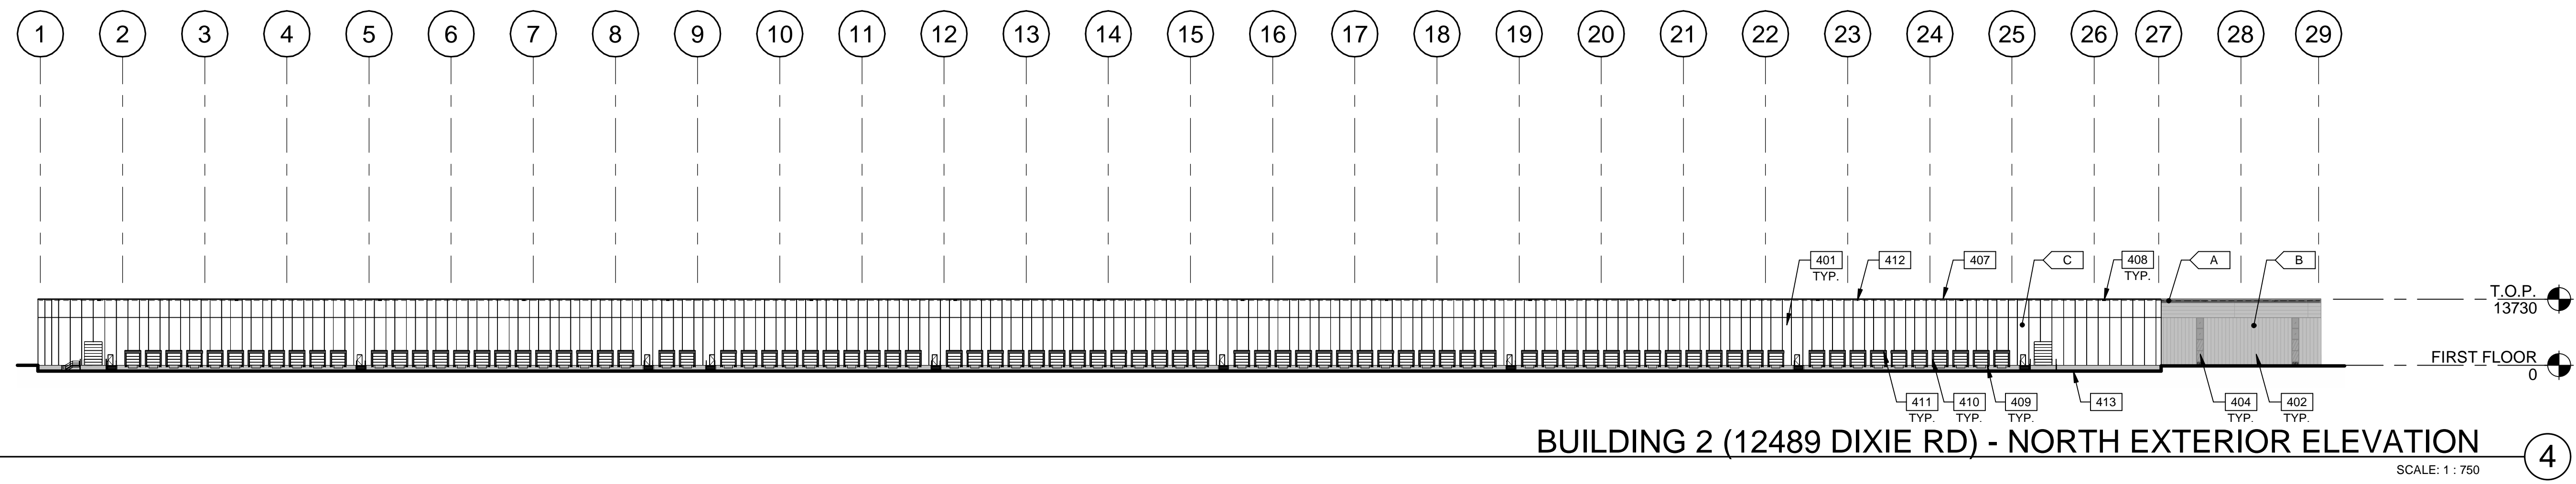 1 2 3 4 5 6 7 8 9 10 11 12 13 14 15 16 17 18 19 20 21 22 23 24 25 26 27 28 29
401 412 407 C 408 A B
TYP. TYP.
T.O.P.
13730
FIRST FLOOR
0
411 410 409 413 404 402
TYP. TYP. TYP. TYP. TYP.
BUILDING 2 (12489 DIXIE RD) - NORTH EXTERIOR ELEVATION
4
SCALE: 1 : 750